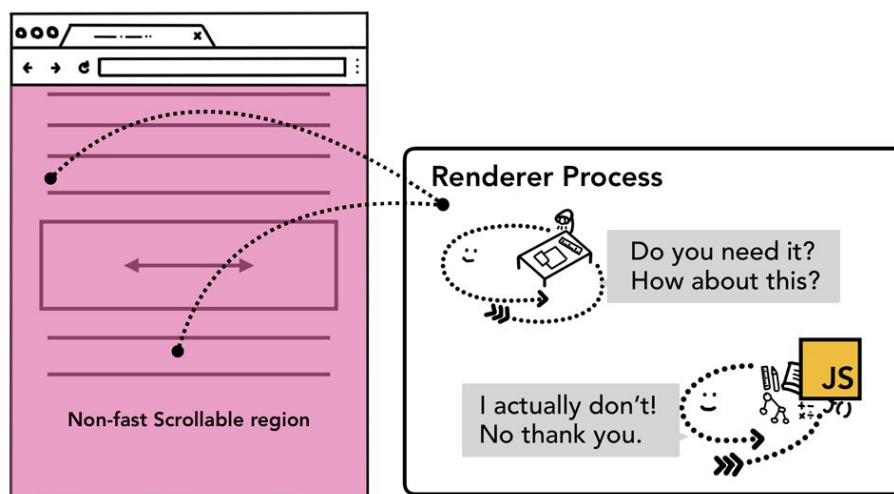 Renderer Process
Do you need it?
How about this?
JS
I actually don't!
No thank you.
Non-fast Scrollable region